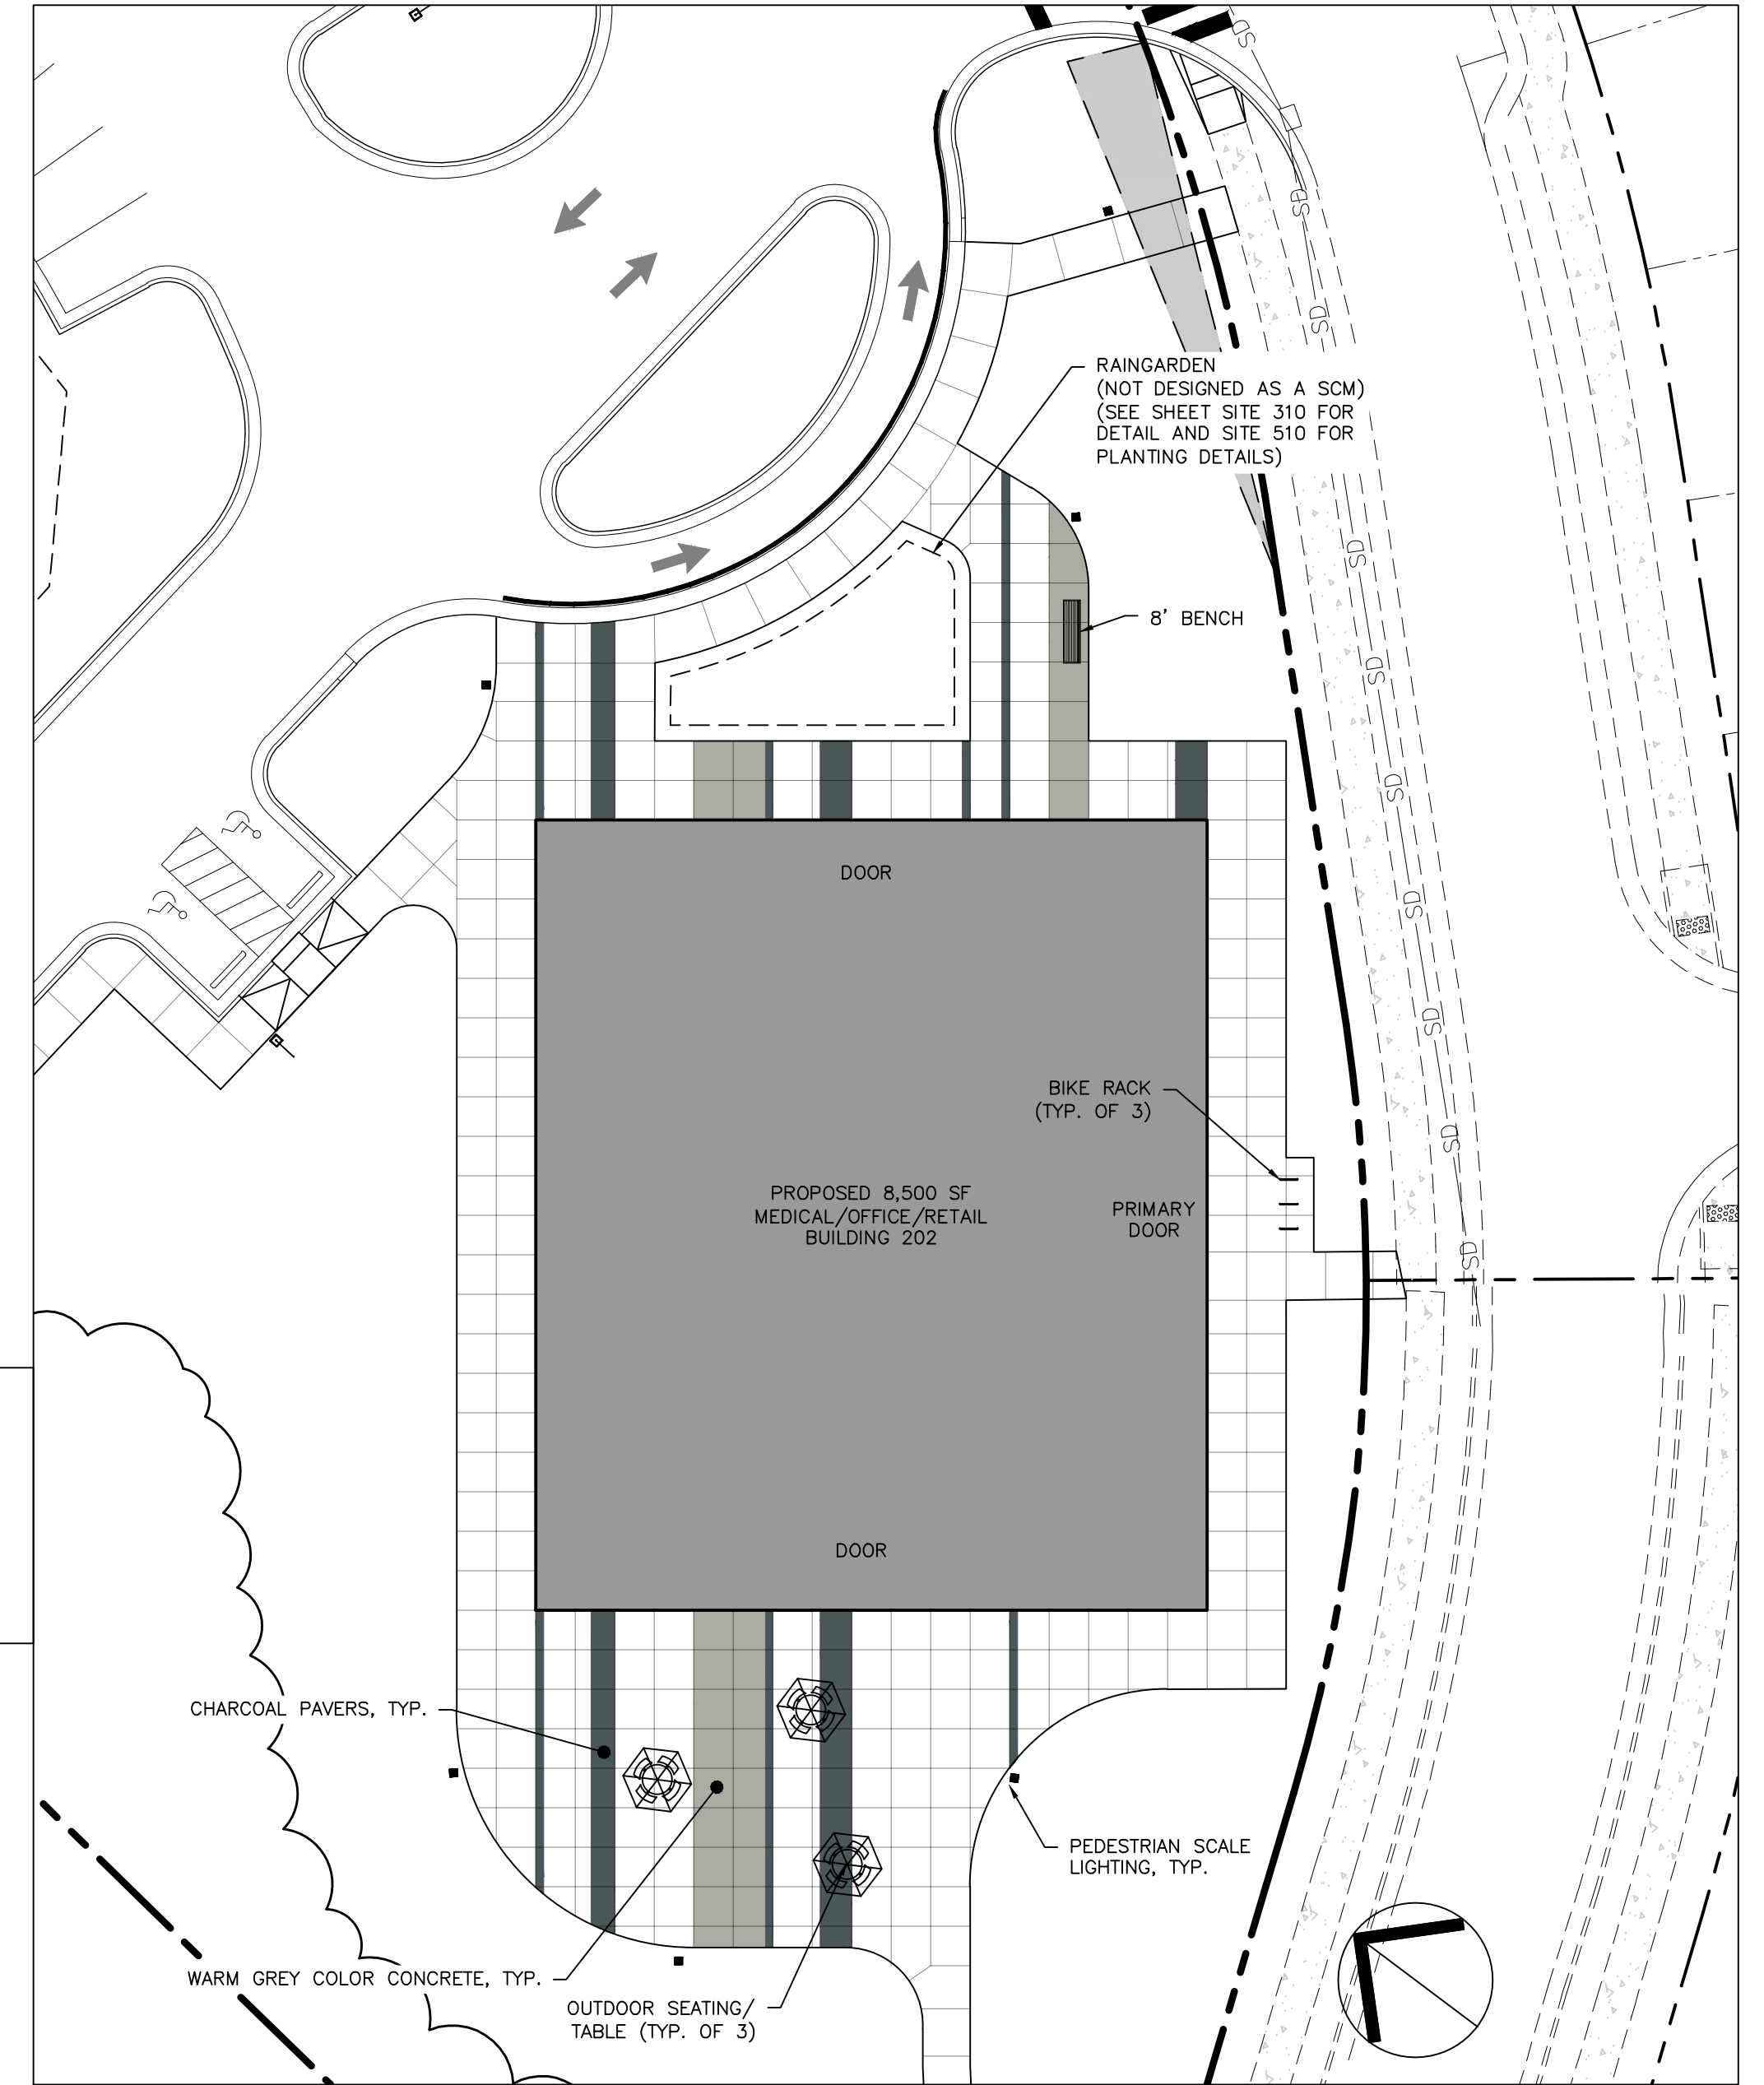 SD
SD
SD
RAINGARDEN
(NOT DESIGNED AS A SCM)
(SEE SHEET SITE 310 FOR
DETAIL AND SITE 510 FOR
PLANTING DETAILS)
SD
8' BENCH
SD
SD
DOOR
SD
SD
BIKE RACK
(TYP. OF 3)
SD
PROPOSED 8,500 SF
MEDICAL/OFFICE/RETAIL
BUILDING 202
PRIMARY
DOOR
SD
DOOR
CHARCOAL PAVERS, TYP.
PEDESTRIAN SCALE
LIGHTING, TYP.
WARM GREY COLOR CONCRETE, TYP.
OUTDOOR SEATING/
TABLE (TYP. OF 3)